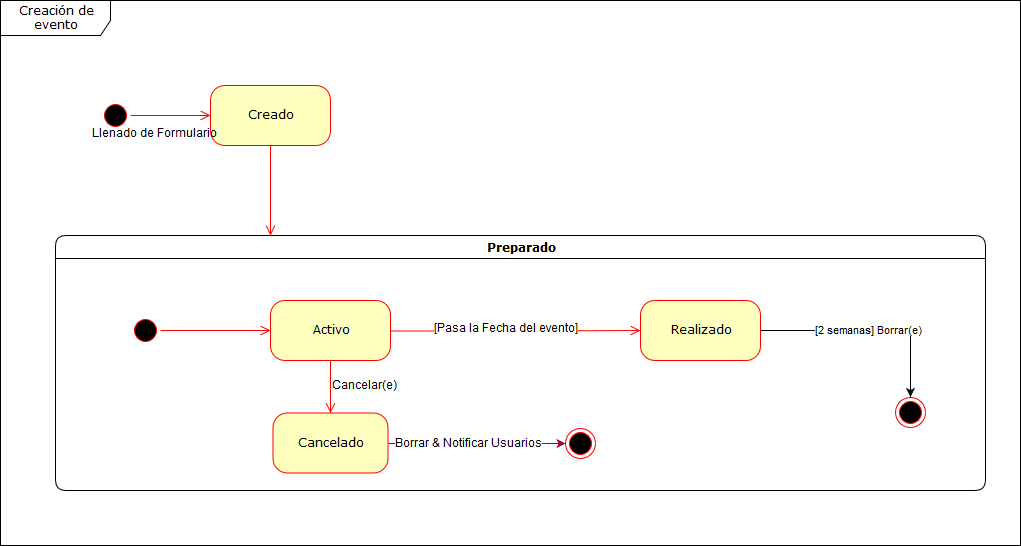 Creación de
evento
Creado
Llenado de Formulario
Preparado
Activo
[Pasa la Fecha del evento]
Realizado
[2 semanas] Borrar(e)
Cancelar(e)
Cancelado
Borrar & Notificar Usuarios